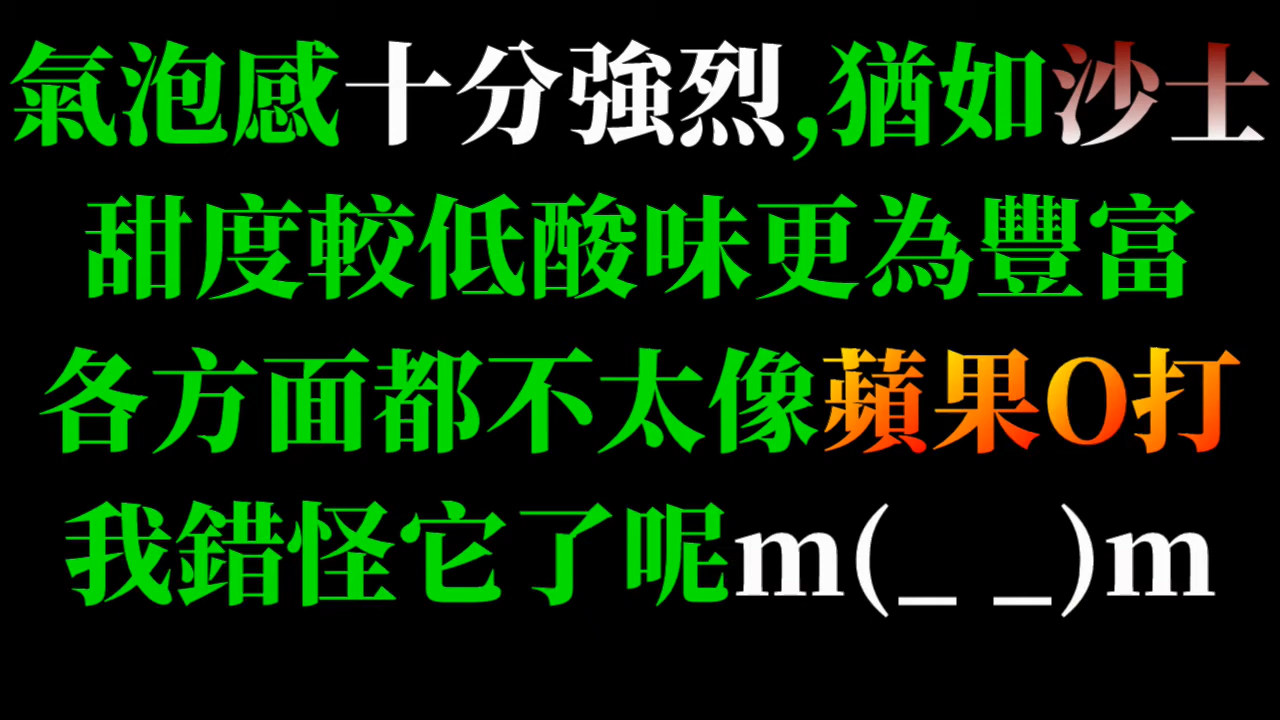 氣泡感十分強烈,猶如沙士
甜度較低酸味更為豐富
各方面都不太像蘋果O打
我錯怪它了呢m(_ _)m